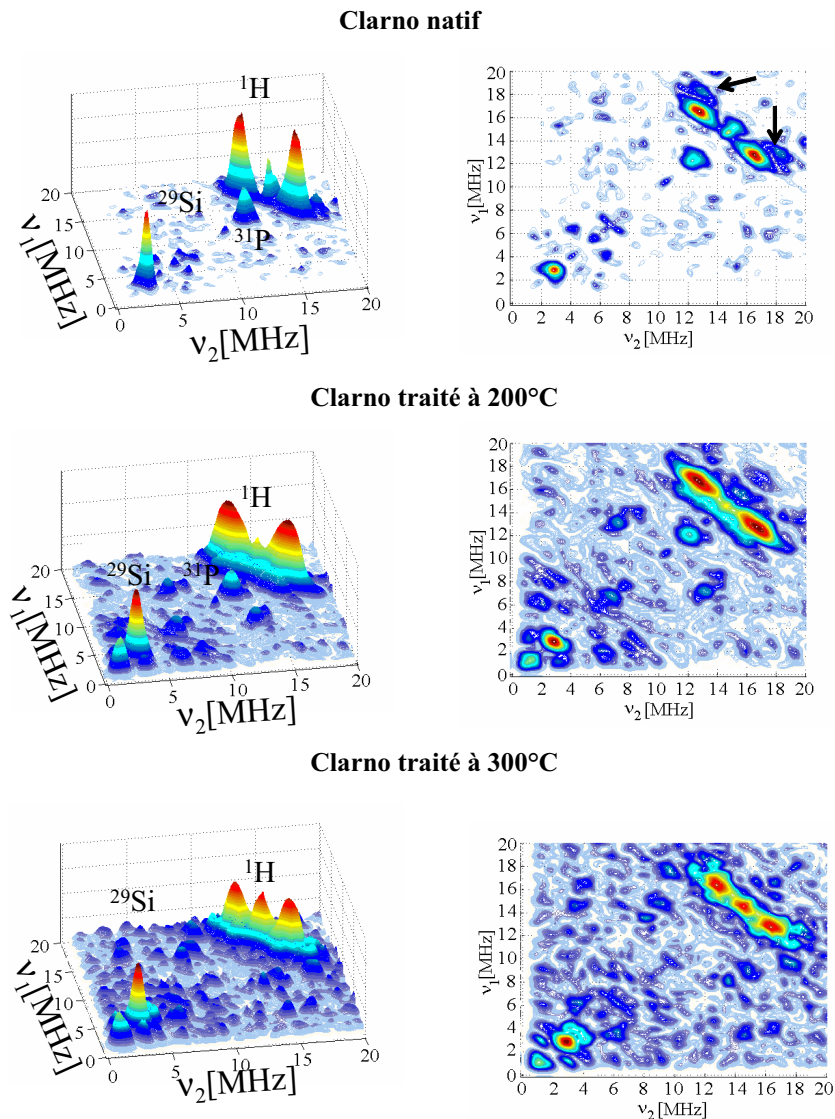 Clarno natif
¹H
²⁹Si
³¹P
20
15
10
5
0
ν₁[MHz]
0
5
10
15
20
ν₂[MHz]
20
18
16
14
12
10
8
6
4
2
0
ν₁[MHz]
0 2 4 6 8 10 12 14 16 18 20
ν₂[MHz]
Clarno traité à 200°C
¹H
²⁹Si
³¹P
20
15
10
5
0
ν₁[MHz]
0
5
10
15
20
ν₂[MHz]
20
18
16
14
12
10
8
6
4
2
0
ν₁[MHz]
0 2 4 6 8 10 12 14 16 18 20
ν₂[MHz]
Clarno traité à 300°C
¹H
²⁹Si
20
15
10
5
0
ν₁[MHz]
0
5
10
15
20
ν₂[MHz]
20
18
16
14
12
10
8
6
4
2
0
ν₁[MHz]
0 2 4 6 8 10 12 14 16 18 20
ν₂[MHz]